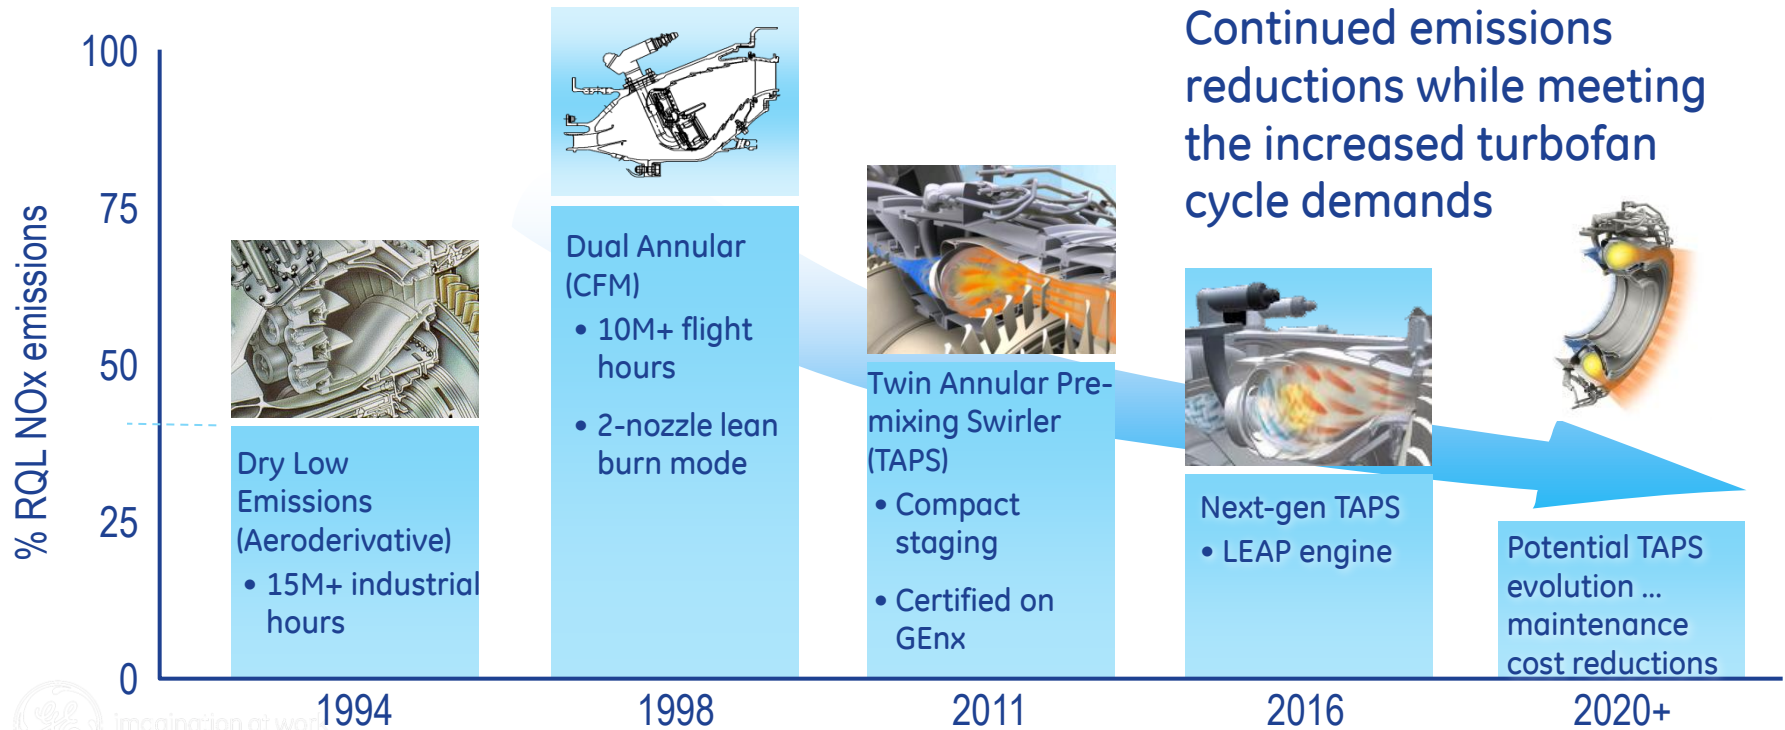 Continued emissions
reductions while meeting
the increased turbofan
cycle demands
% RQL NOx emissions
100
75
50
25
0
Dry Low
Emissions
(Aeroderivative)
• 15M+ industrial
hours
Dual Annular
(CFM)
• 10M+ flight
hours
• 2-nozzle lean
burn mode
Twin Annular Pre-
mixing Swirler
(TAPS)
• Compact
staging
• Certified on
GEnx
Next-gen TAPS
• LEAP engine
Potential TAPS
evolution ...
maintenance
cost reductions
1994
1998
2011
2016
2020+
imagination at work